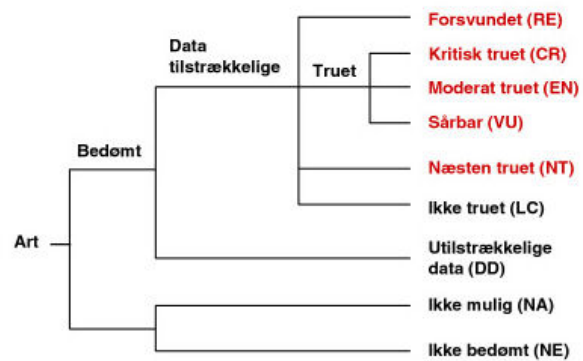 Forsvundet (RE)
Data
tilstrækkelige
Truet
Kritisk truet (CR)
Moderat truet (EN)
Sårbar (VU)
Bedømt
Næsten truet (NT)
Ikke truet (LC)
Art
Utilstrækkelige
data (DD)
Ikke mulig (NA)
Ikke bedømt (NE)